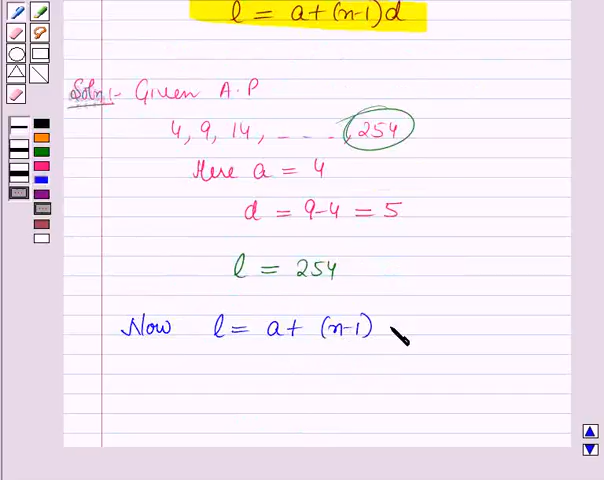 l = a+(n-1)d
Soln:- Given A.P
4, 9, 14, _ _ _ , 254
Here a = 4
d = 9-4 = 5
l = 254
Now l = a+ (n-1)